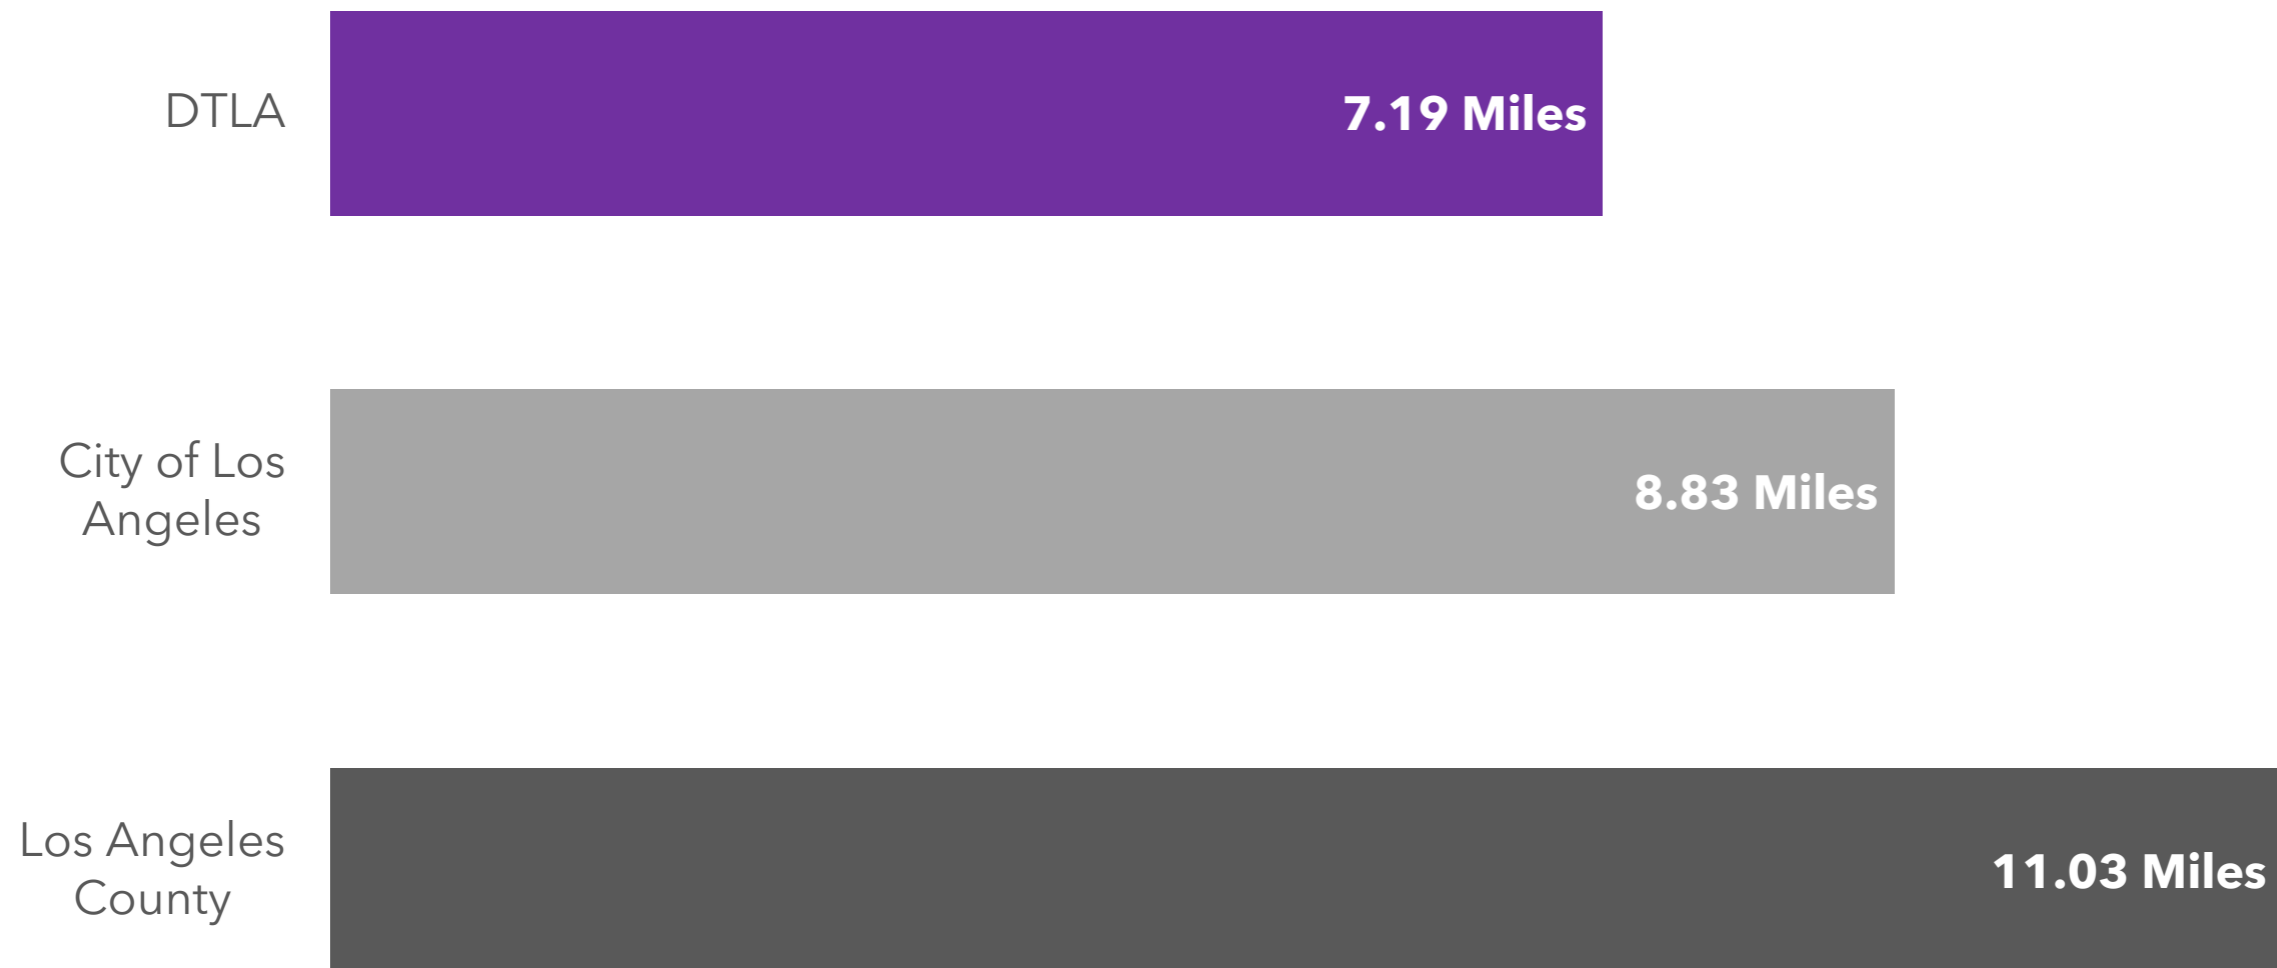 DTLA
7.19 Miles
City of Los
Angeles
8.83 Miles
Los Angeles
County
11.03 Miles